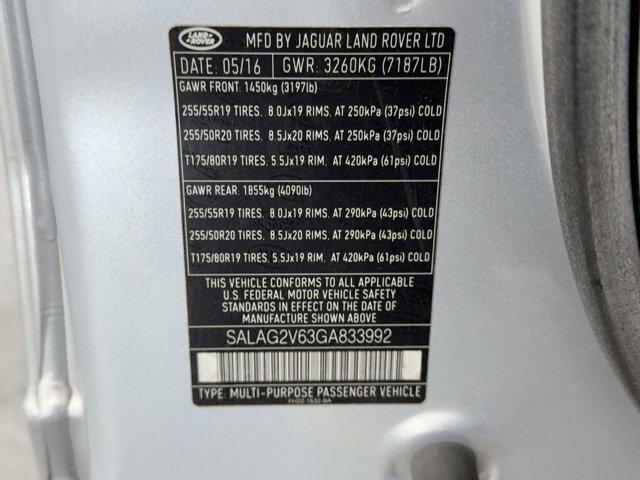 LAND ROVER MFD BY JAGUAR LAND ROVER LTD
DATE: 05/16 GWR: 3260KG (7187LB)
GAWR FRONT: 1450kg (3197lb)
255/55R19 TIRES, 8.0Jx19 RIMS, AT 250kPa (37psi) COLD
255/50R20 TIRES, 8.5Jx20 RIMS, AT 250kPa (37psi) COLD
T175/80R19 TIRES, 5.5Jx19 RIM, AT 420kPa (61psi) COLD
GAWR REAR: 1855kg (4090lb)
255/55R19 TIRES, 8.0Jx19 RIMS, AT 290kPa (43psi) COLD
255/50R20 TIRES, 8.5Jx20 RIMS, AT 290kPa (43psi) COLD
T175/80R19 TIRES, 5.5Jx19 RIM, AT 420kPa (61psi) COLD
THIS VEHICLE CONFORMS TO ALL APPLICABLE
U.S. FEDERAL MOTOR VEHICLE SAFETY
STANDARDS IN EFFECT ON THE DATE OF
MANUFACTURE SHOWN ABOVE
SALAG2V63GA833992
TYPE: MULTI-PURPOSE PASSENGER VEHICLE
FH22-1532-BA